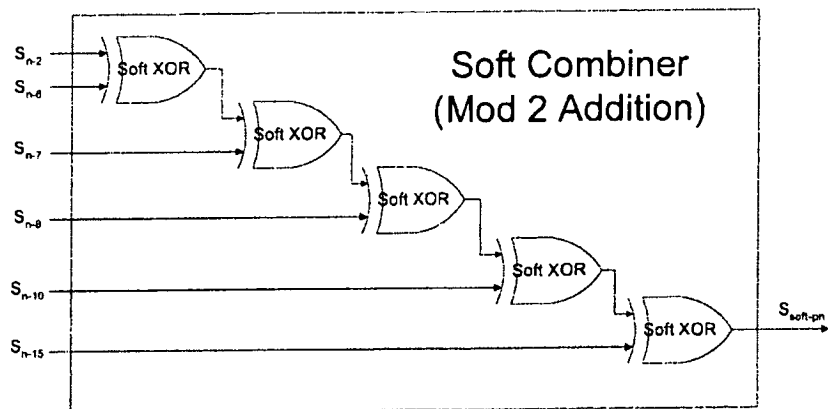 Soft Combiner
(Mod 2 Addition)
Sn-2
Soft XOR
Sn-6
Soft XOR
Sn-7
Soft XOR
Sn-8
Soft XOR
Sn-10
Soft XOR
Sn-15
Ssoft-pn